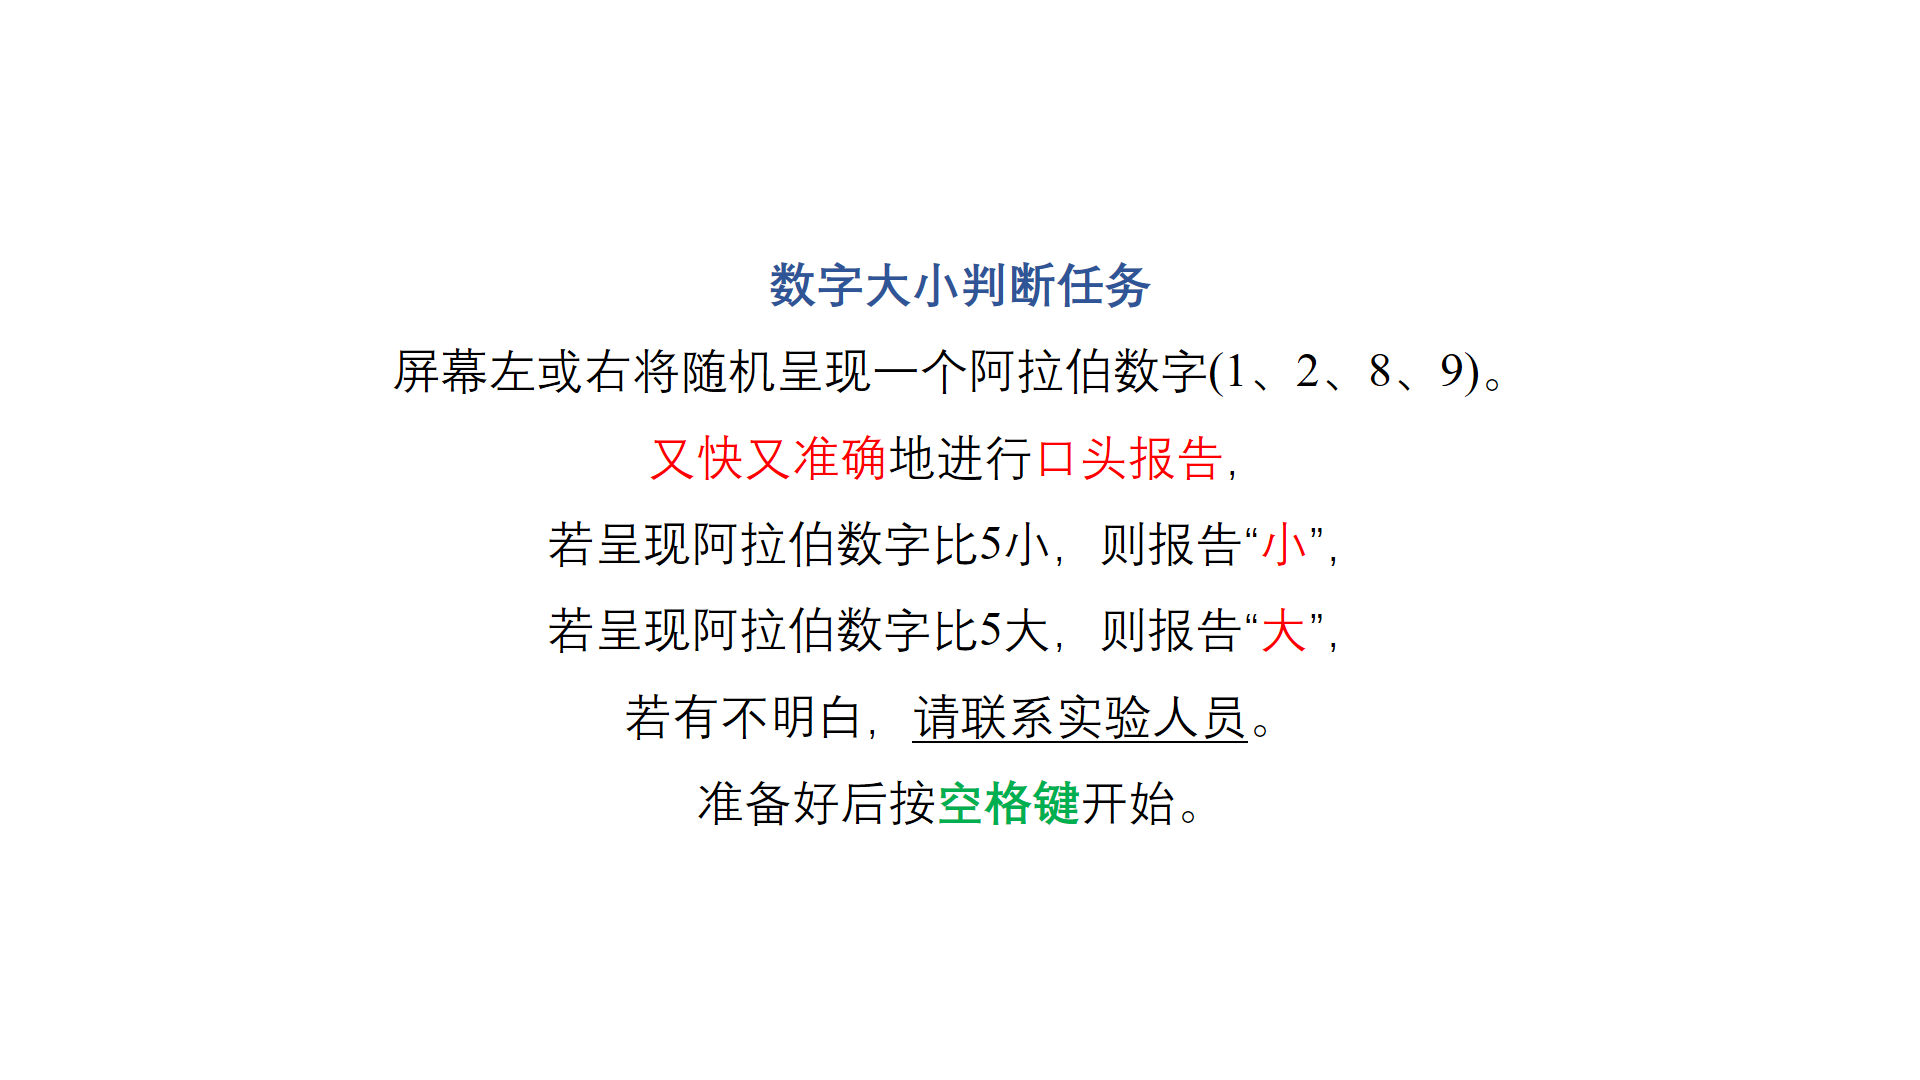 数字大小判断任务
屏幕左或右将随机呈现一个阿拉伯数字(1、2、8、9)。
又快又准确地进行口头报告，
若呈现阿拉伯数字比5小，则报告“小”，
若呈现阿拉伯数字比5大，则报告“大”，
若有不明白，请联系实验人员。
准备好后按空格键开始。